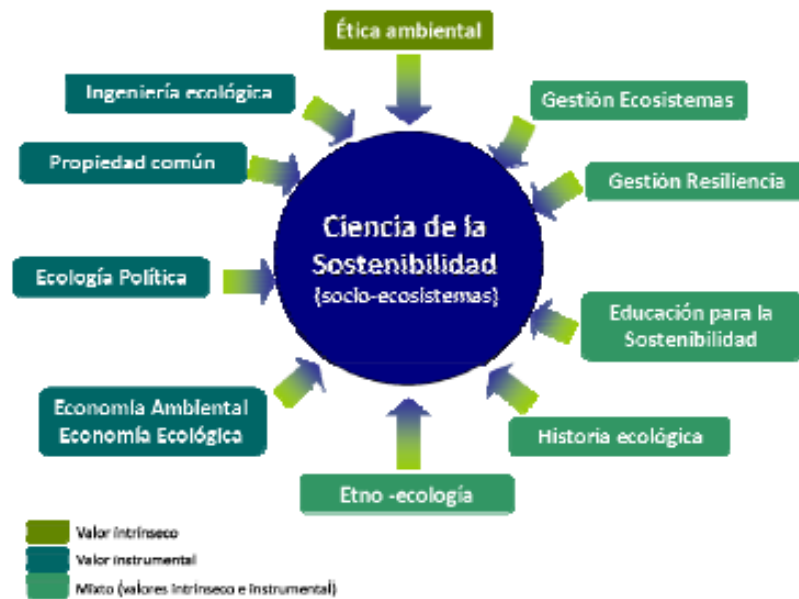 Ética ambiental
Ingeniería ecológica
Gestión Ecosistemas
Propiedad común
Gestión Resiliencia
Ciencia de la
Sostenibilidad
(socio-ecosistemas)
Ecología Política
Educación para la
Sostenibilidad
Economía Ambiental
Economía Ecológica
Historia ecológica
Etno -ecología
Valor intrínseco
Valor instrumental
Mixto (valores intrínseco e instrumental)